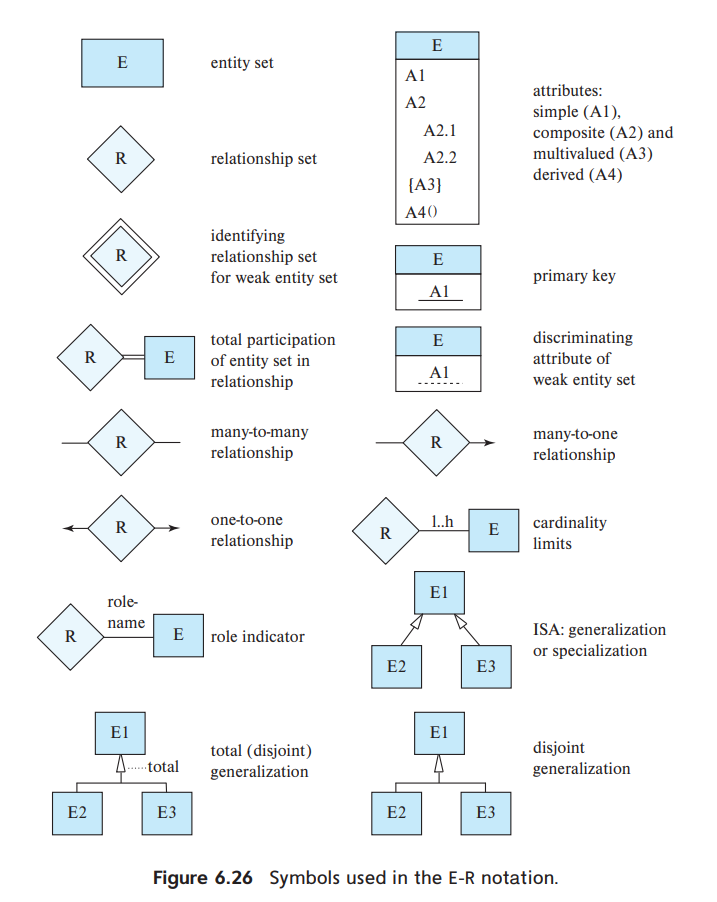 E
entity set
R
relationship set
R
identifying
relationship set
for weak entity set
R
E
total participation
of entity set in
relationship
R
many-to-many
relationship
R
one-to-one
relationship
R
role-
name
E
role indicator
E1
total
E2
E3
total (disjoint)
generalization
E
A1
A2
A2.1
A2.2
{A3}
A4()
attributes:
simple (A1),
composite (A2) and
multivalued (A3)
derived (A4)
E
A1
primary key
E
A1
discriminating
attribute of
weak entity set
R
many-to-one
relationship
R
l..h
E
cardinality
limits
E1
E2
E3
ISA: generalization
or specialization
E1
E2
E3
disjoint
generalization
Figure 6.26 Symbols used in the E-R notation.